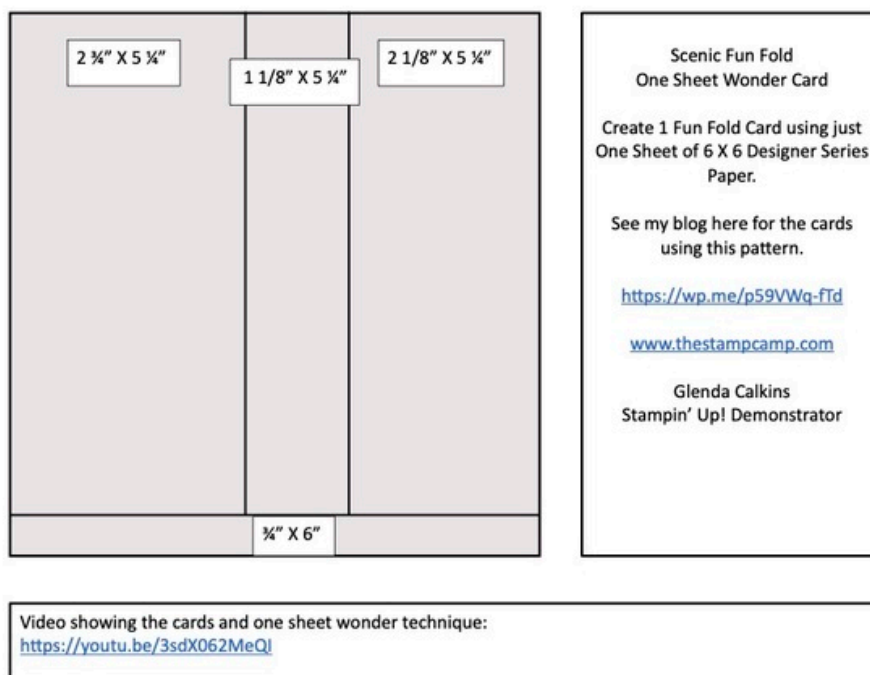 2 ¾” X 5 ¼”
1 1/8” X 5 ¼”
2 1/8” X 5 ¼”
¾” X 6”
Scenic Fun Fold
One Sheet Wonder Card
Create 1 Fun Fold Card using just
One Sheet of 6 X 6 Designer Series
Paper.
See my blog here for the cards
using this pattern.
https://wp.me/p59VWq-fTd
www.thestampcamp.com
Glenda Calkins
Stampin’ Up! Demonstrator
Video showing the cards and one sheet wonder technique:
https://youtu.be/3sdX062MeQI